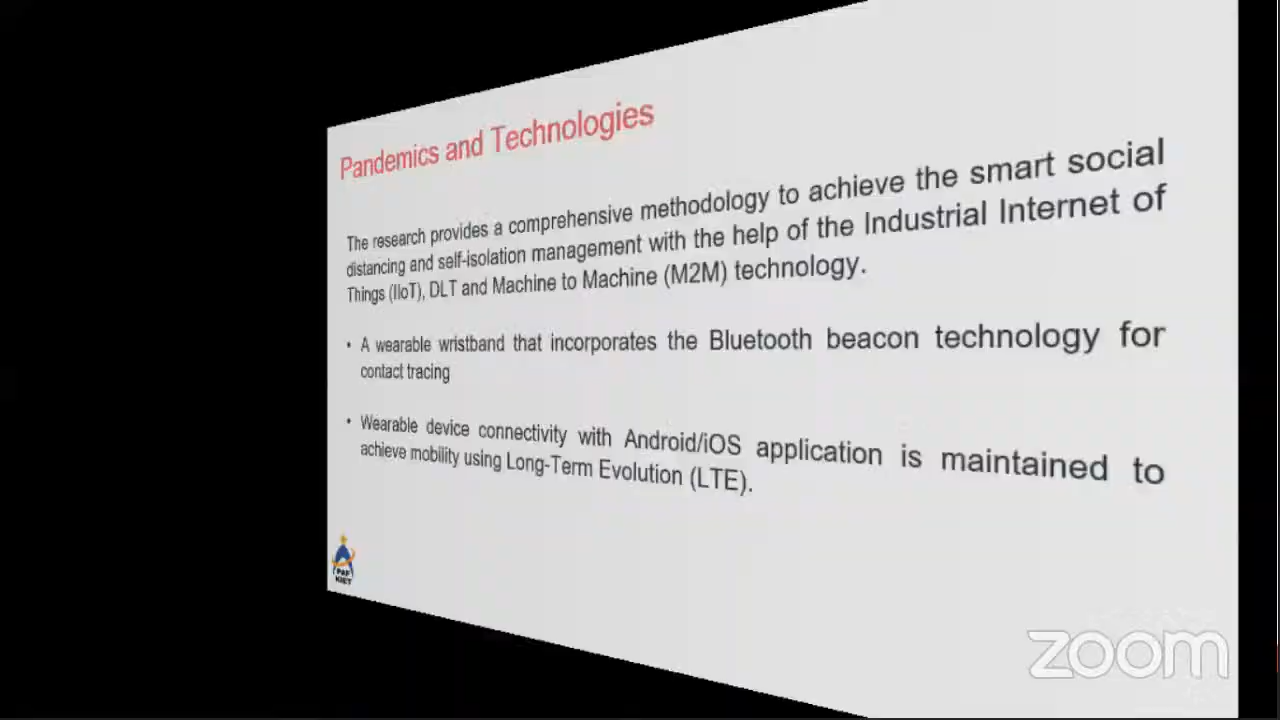 Pandemics and Technologies
The research provides a comprehensive methodology to achieve the smart social
distancing and self-isolation management with the help of the Industrial Internet of
Things (IIoT), DLT and Machine to Machine (M2M) technology.
• A wearable wristband that incorporates the Bluetooth beacon technology for
contact tracing
• Wearable device connectivity with Android/iOS application is maintained to
achieve mobility using Long-Term Evolution (LTE).
PAF
KIET
zoom